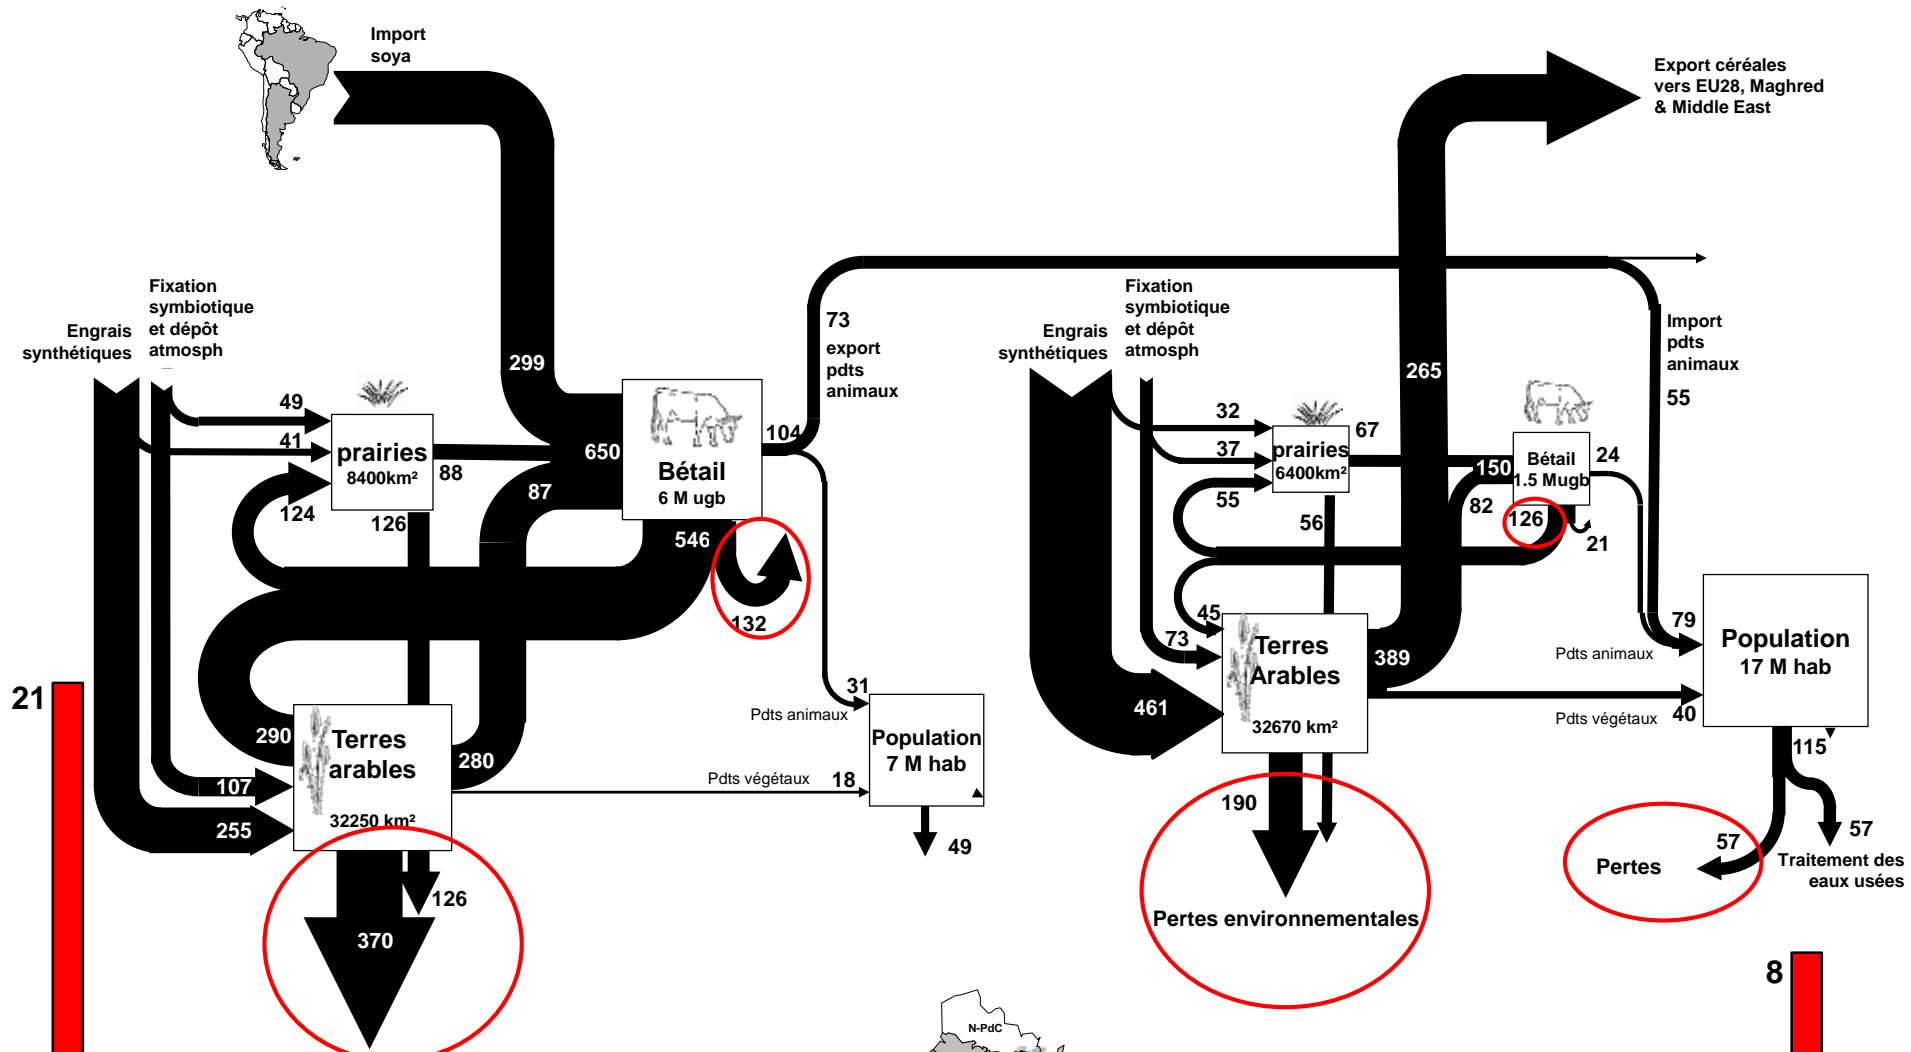 Import
soya
Export céréales
vers EU28, Maghred
& Middle East
Fixation
symbiotique
et dépôt
atmosph
Engrais
synthétiques
299
73
export
pdts
animaux
49
41
prairies
8400km²
88
124
126
87
650
Bétail
6 M ugb
104
546
132
290
Terres
arables
32250 km²
280
107
255
370
126
31
Pdts animaux
Pdts végétaux
18
Population
7 M hab
49
21
Fixation
symbiotique
et dépôt
atmosph
Engrais
synthétiques
265
Import
pdts
animaux
55
32
37
55
prairies
6400km²
67
56
150
82
Bétail
1.5 Mugb
24
126
21
45
73
461
Terres
Arables
32670 km²
389
79
Pdts animaux
Pdts végétaux
40
Population
17 M hab
115
190
Pertes environnementales
57
Pertes
57
Traitement des
eaux usées
8
N-PdC